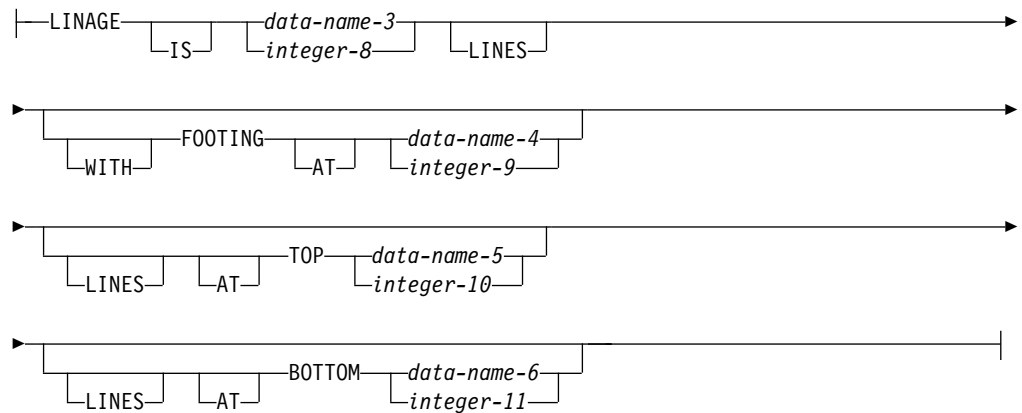 LINAGE IS data-name-3 LINES
integer-8
WITH FOOTING AT data-name-4
integer-9
LINES AT TOP data-name-5
integer-10
LINES AT BOTTOM data-name-6
integer-11